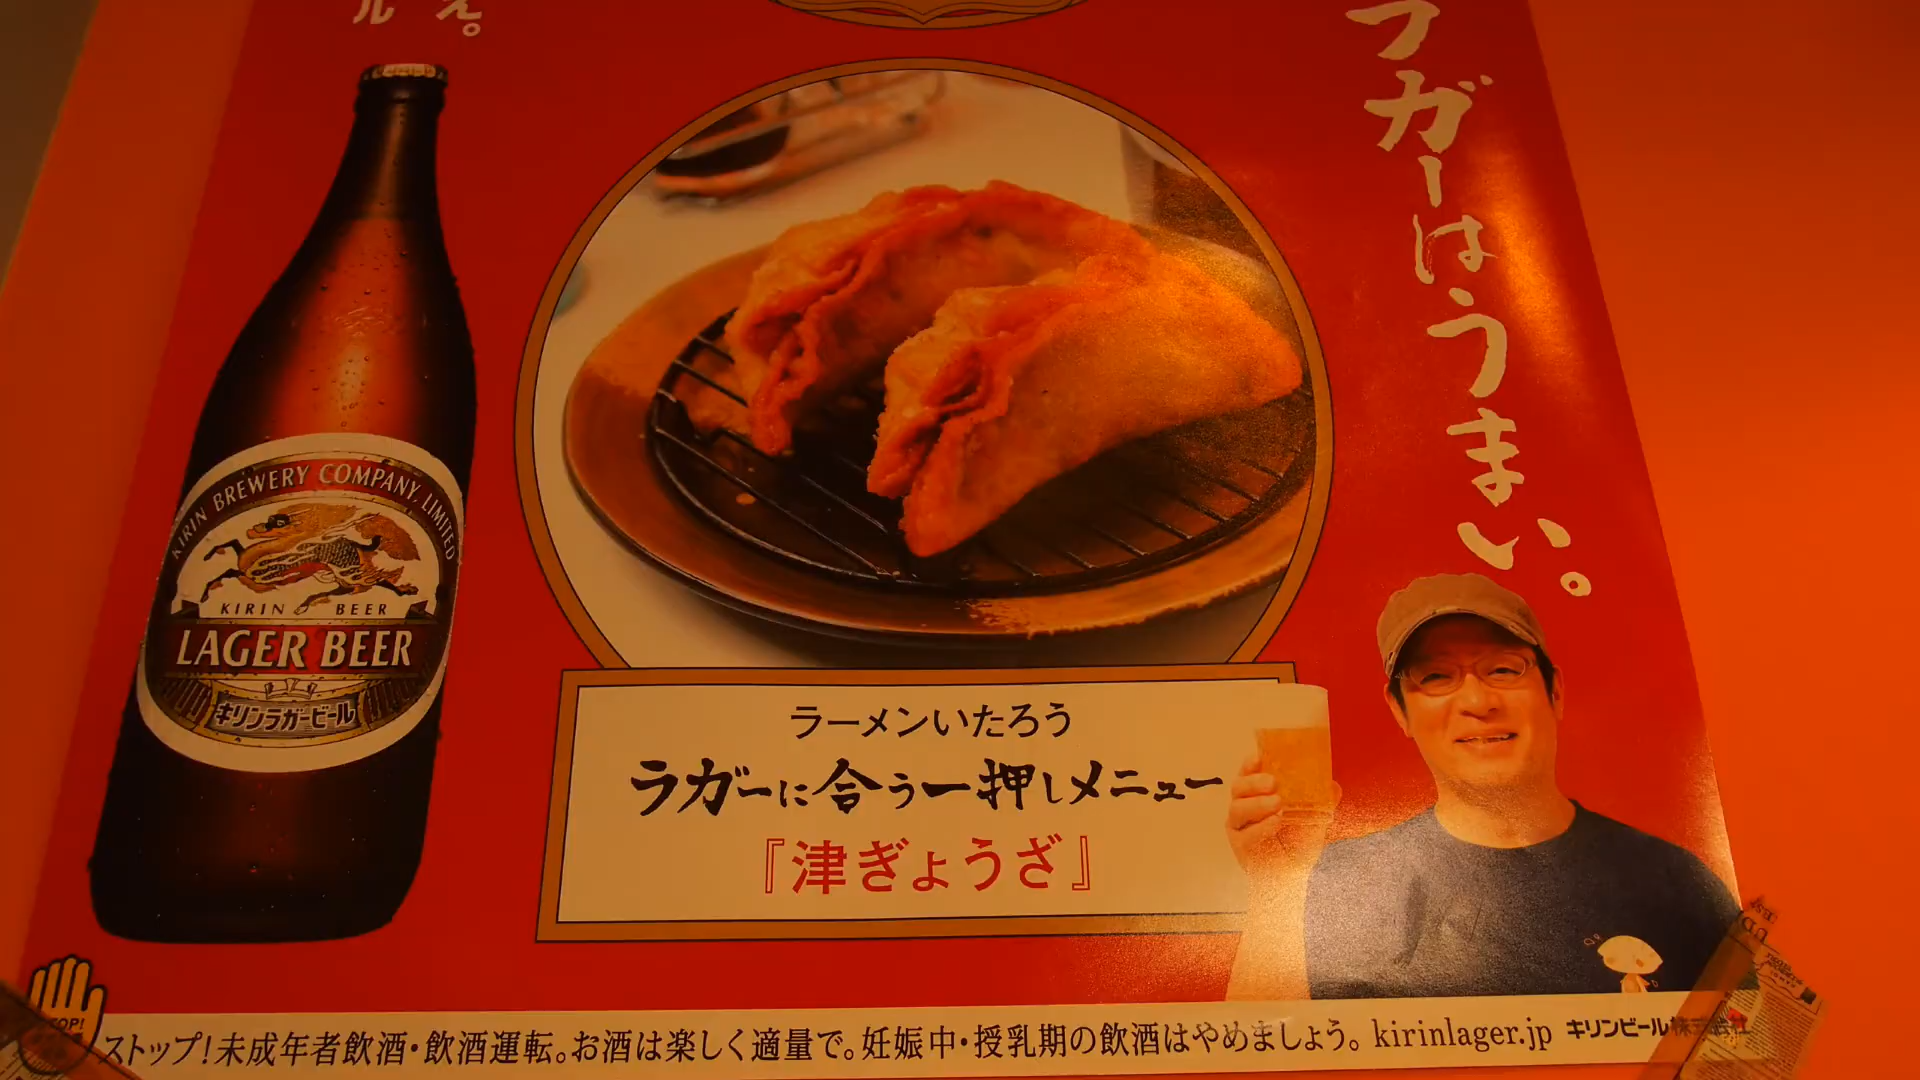 ラガーはうまい。
KIRIN BREWERY COMPANY, LIMITED
KIRIN BEER
LAGER BEER
キリンラガービール
ラーメンいたろう
ラガーに合う一押しメニュー
『津ぎょうざ』
STOP!
ストップ!未成年者飲酒・飲酒運転。お酒は楽しく適量で。妊娠中・授乳期の飲酒はやめましょう。 kirinlager.jp キリンビール株式会社